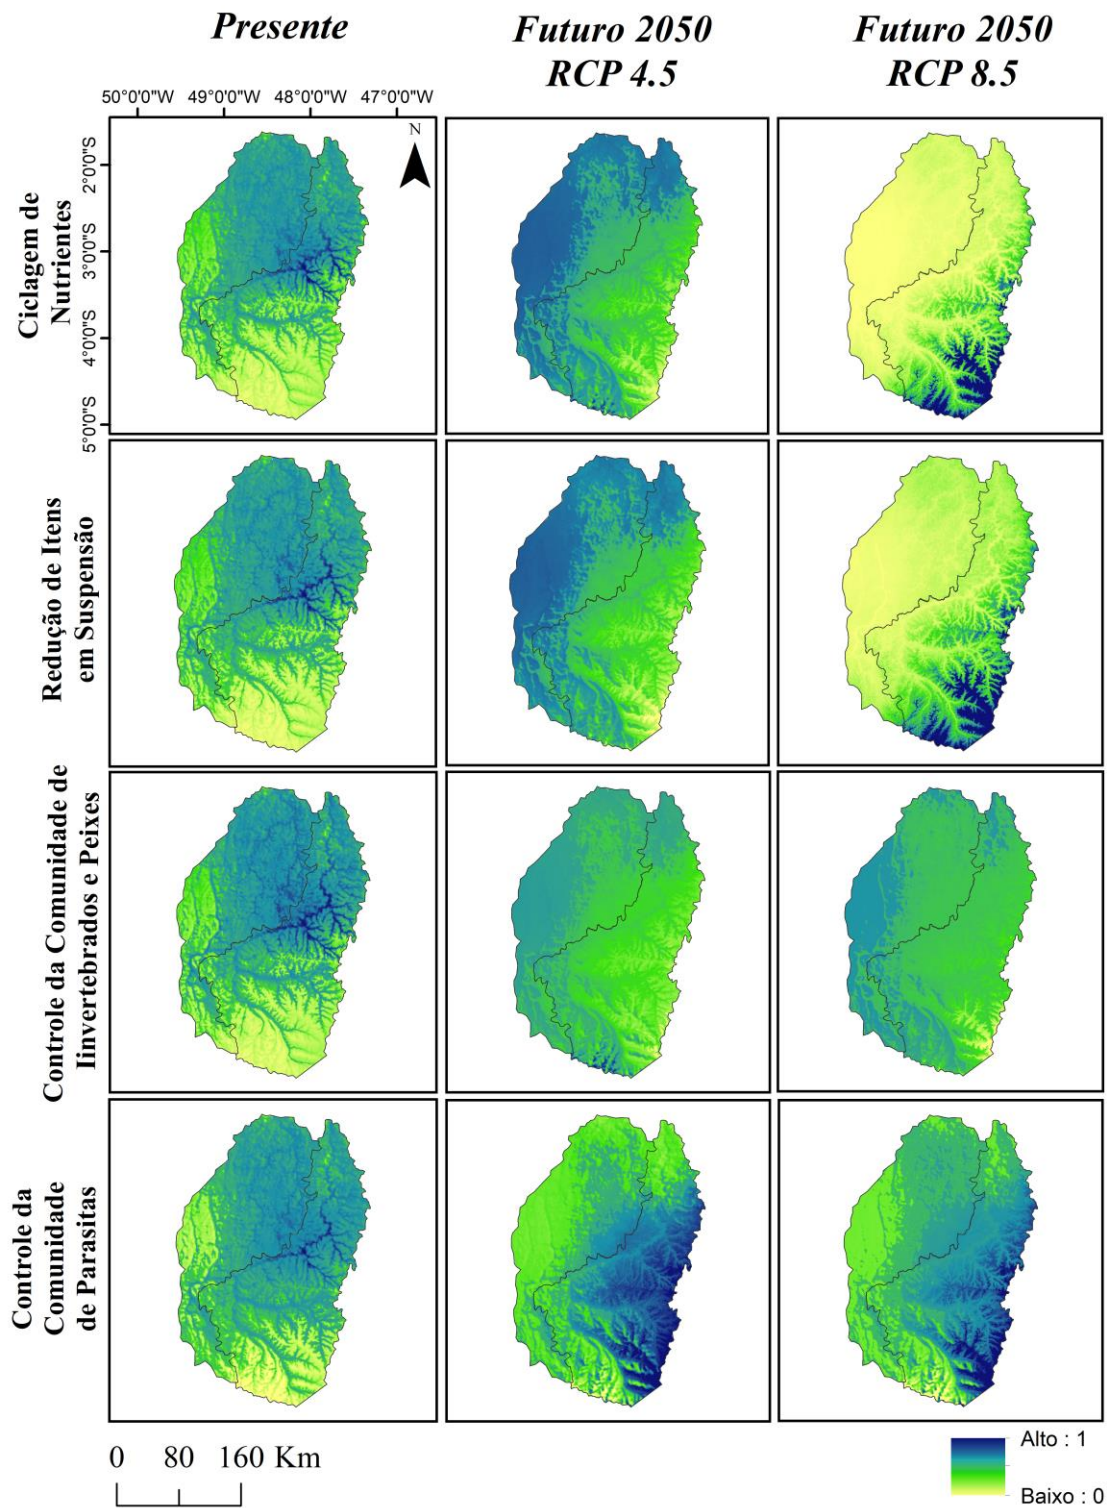 Presente
Futuro 2050
RCP 4.5
Futuro 2050
RCP 8.5
50°0'0"W 49°0'0"W 48°0'0"W 47°0'0"W
N
2°0'0"S
3°0'0"S
4°0'0"S
5°0'0"S
Ciclagem de
Nutrientes
Redução de Itens
em Suspensão
Controle da Comunidade de
Iinvertebrados e Peixes
Controle da
Comunidade
de Parasitas
0 80 160 Km
Alto : 1
Baixo : 0